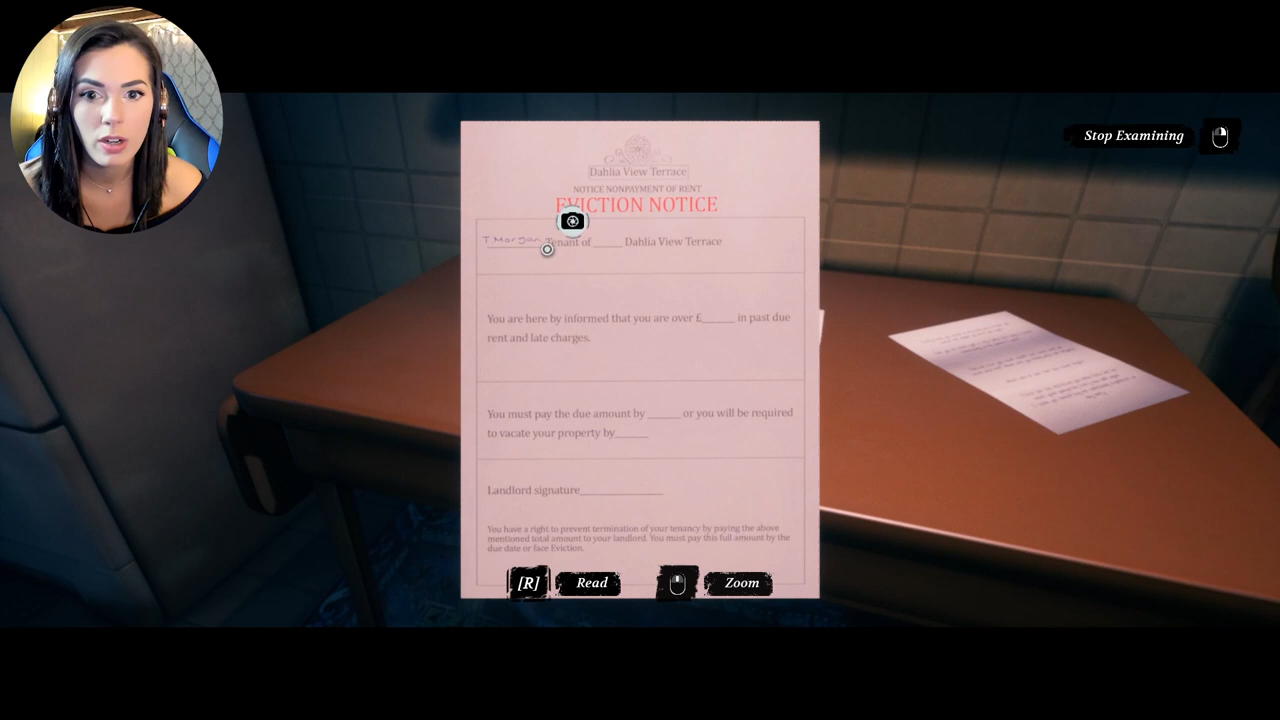 Stop Examining
Dahlia View Terrace
NOTICE NONPAYMENT OF RENT
EVICTION NOTICE
T.Morgan Tenant of ______ Dahlia View Terrace
You are here by informed that you are over £_______ in past due
rent and late charges.
You must pay the due amount by _______ or you will be required
to vacate your property by_______
Landlord signature_________________
You have a right to prevent termination of your tenancy by paying the above
mentioned total amount to your landlord. You must pay this full amount by the
due date or face Eviction.
[R] Read Zoom